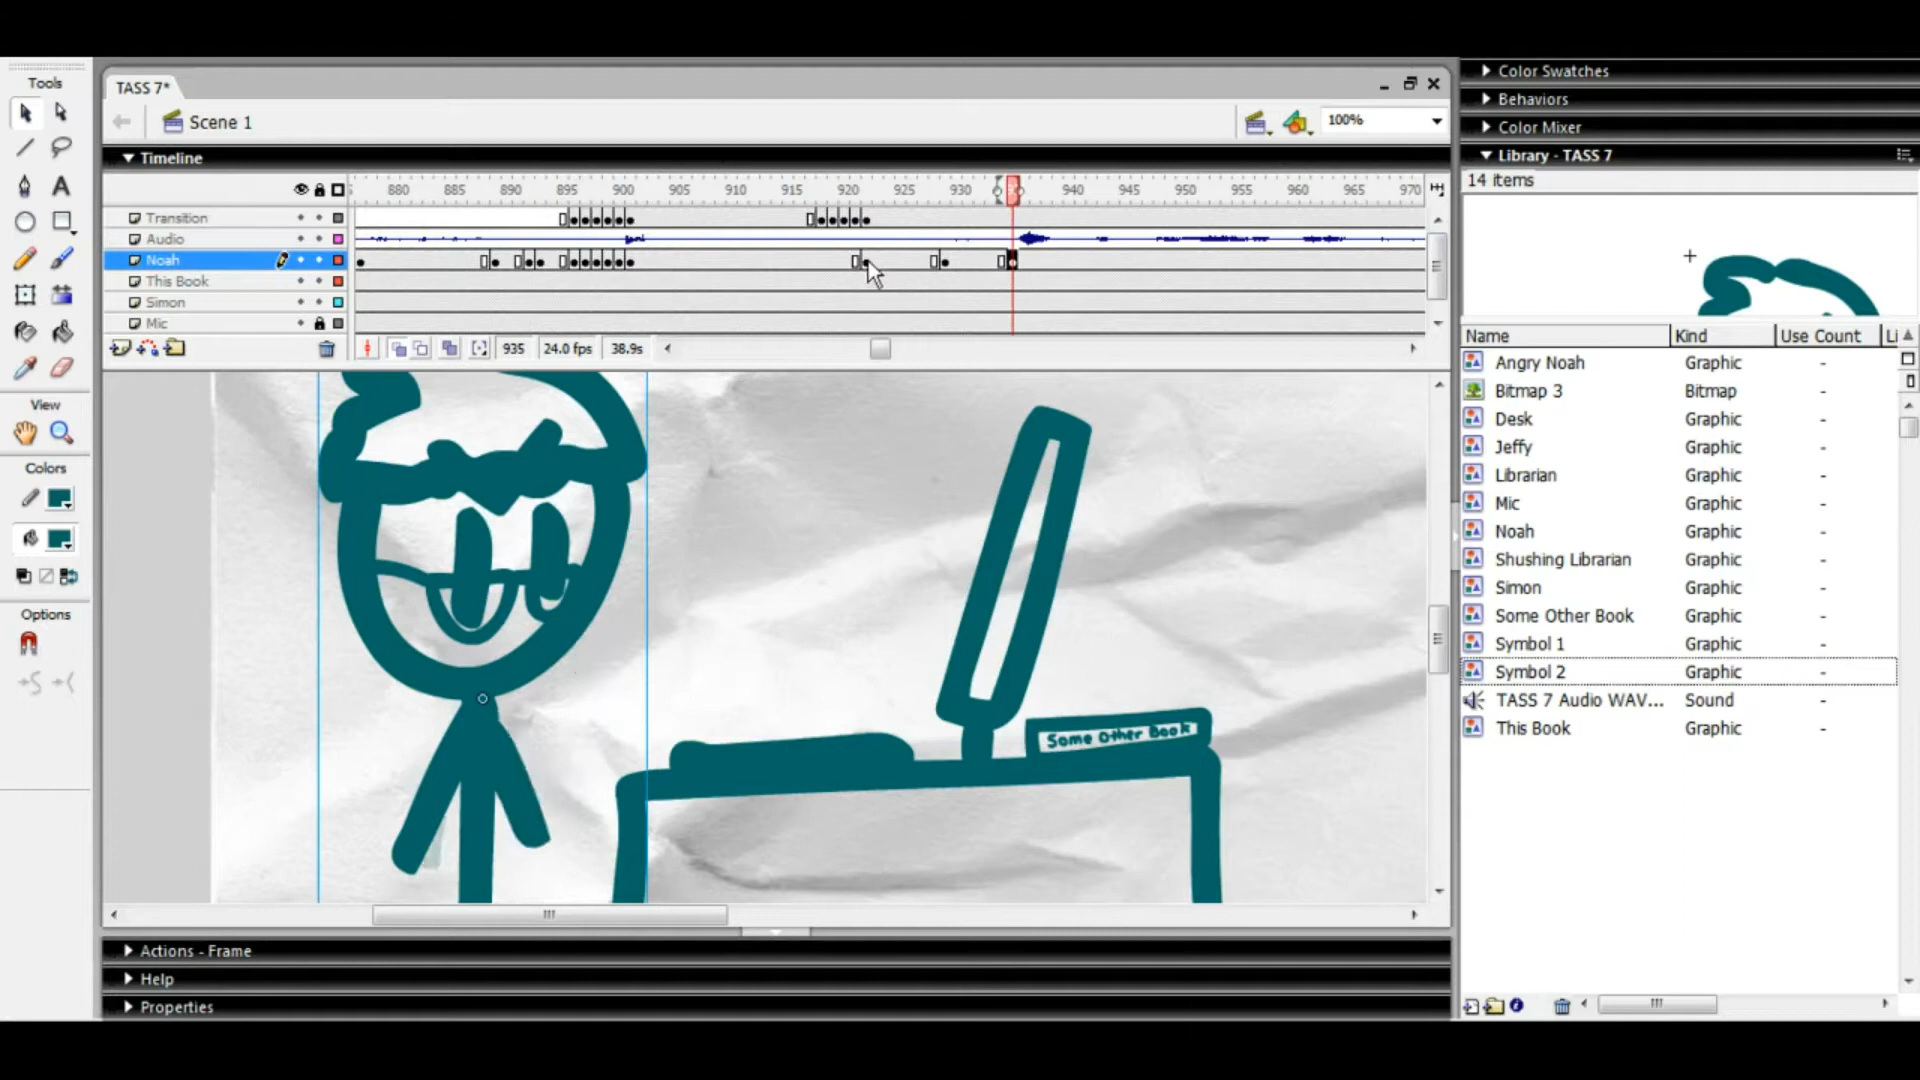 Tools
View
Colors
Options
TASS 7*
Scene 1
100%
Timeline
880 885 890 895 900 905 910 915 920 925 930 940 945 950 955 960 965 970
Transition
Audio
Noah
This Book
Simon
Mic
935 24.0 fps 38.9s
Some Other Book
Actions - Frame
Help
Properties
Color Swatches
Behaviors
Color Mixer
Library - TASS 7
14 items
Name Kind Use Count Li
Angry Noah Graphic -
Bitmap 3 Bitmap -
Desk Graphic -
Jeffy Graphic -
Librarian Graphic -
Mic Graphic -
Noah Graphic -
Shushing Librarian Graphic -
Simon Graphic -
Some Other Book Graphic -
Symbol 1 Graphic -
Symbol 2 Graphic -
TASS 7 Audio WAV... Sound -
This Book Graphic -